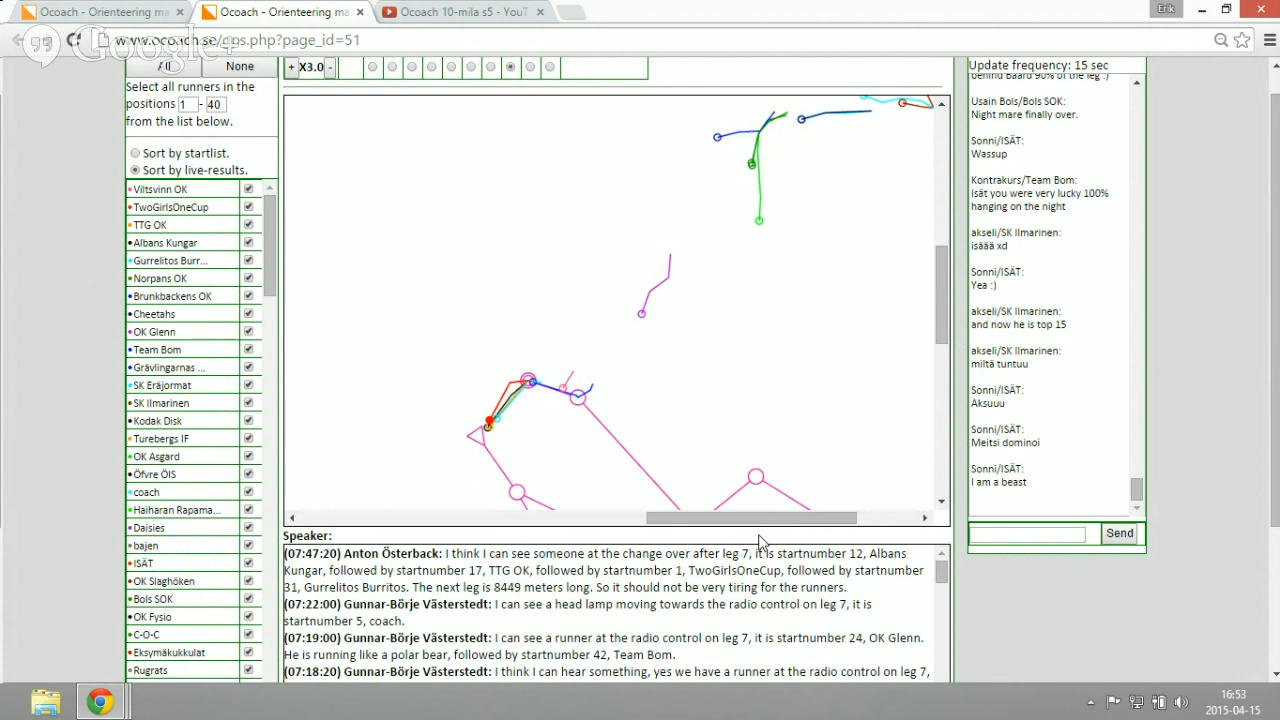 Ocoach - Orienteering ma ×
Ocoach - Orienteering ma ×
Ocoach 10-mila s5 - YouT ×
Erik
www.ocoach.se/gps.php?page_id=51
Google+
All
None
Select all runners in the
positions 1 - 40
from the list below.
Sort by startlist.
Sort by live-results.
Viltsvinn OK
TwoGirlsOneCup
TTG OK
Albans Kungar
Gurrelitos Burr...
Norpans OK
Brunkbackens OK
Cheetahs
OK Glenn
Team Bom
Grävlingarnas ...
SK Eräjormat
SK Ilmarinen
Kodak Disk
Turebergs IF
OK Asgard
Öfvre ÖIS
coach
Haiharan Rapama...
Daisies
bajen
ISÄT
OK Slaghöken
Bols SOK
OK Fysio
C-O-C
Eksymäkukkulat
Rugrats
+ X3.0 -
Speaker:
(07:47:20) Anton Österback: I think I can see someone at the change over after leg 7, it is startnumber 12, Albans
Kungar, followed by startnumber 17, TTG OK, followed by startnumber 1, TwoGirlsOneCup, followed by startnumber
31, Gurrelitos Burritos. The next leg is 8449 meters long. So it should not be very tiring for the runners.
(07:22:00) Gunnar-Börje Västerstedt: I can see a head lamp moving towards the radio control on leg 7, it is
startnumber 5, coach.
(07:19:00) Gunnar-Börje Västerstedt: I can see a runner at the radio control on leg 7, it is startnumber 24, OK Glenn.
He is running like a polar bear, followed by startnumber 42, Team Bom.
(07:18:20) Gunnar-Börje Västerstedt: I think I can hear something, yes we have a runner at the radio control on leg 7,
Update frequency: 15 sec
behind Baard 90% of the leg :)
Usain Bols/Bols SOK:
Night mare finally over.
Sonni/ISÄT:
Wassup
Kontrakurs/Team Bom:
Isät you were very lucky 100%
hanging on the night
akseli/SK Ilmarinen:
isäää xd
Sonni/ISÄT:
Yea :)
akseli/SK Ilmarinen:
and now he is top 15
akseli/SK Ilmarinen:
miltä tuntuu
Sonni/ISÄT:
Aksuuu
Sonni/ISÄT:
Meitsi dominoi
Sonni/ISÄT:
I am a beast
Send
16:53
2015-04-15